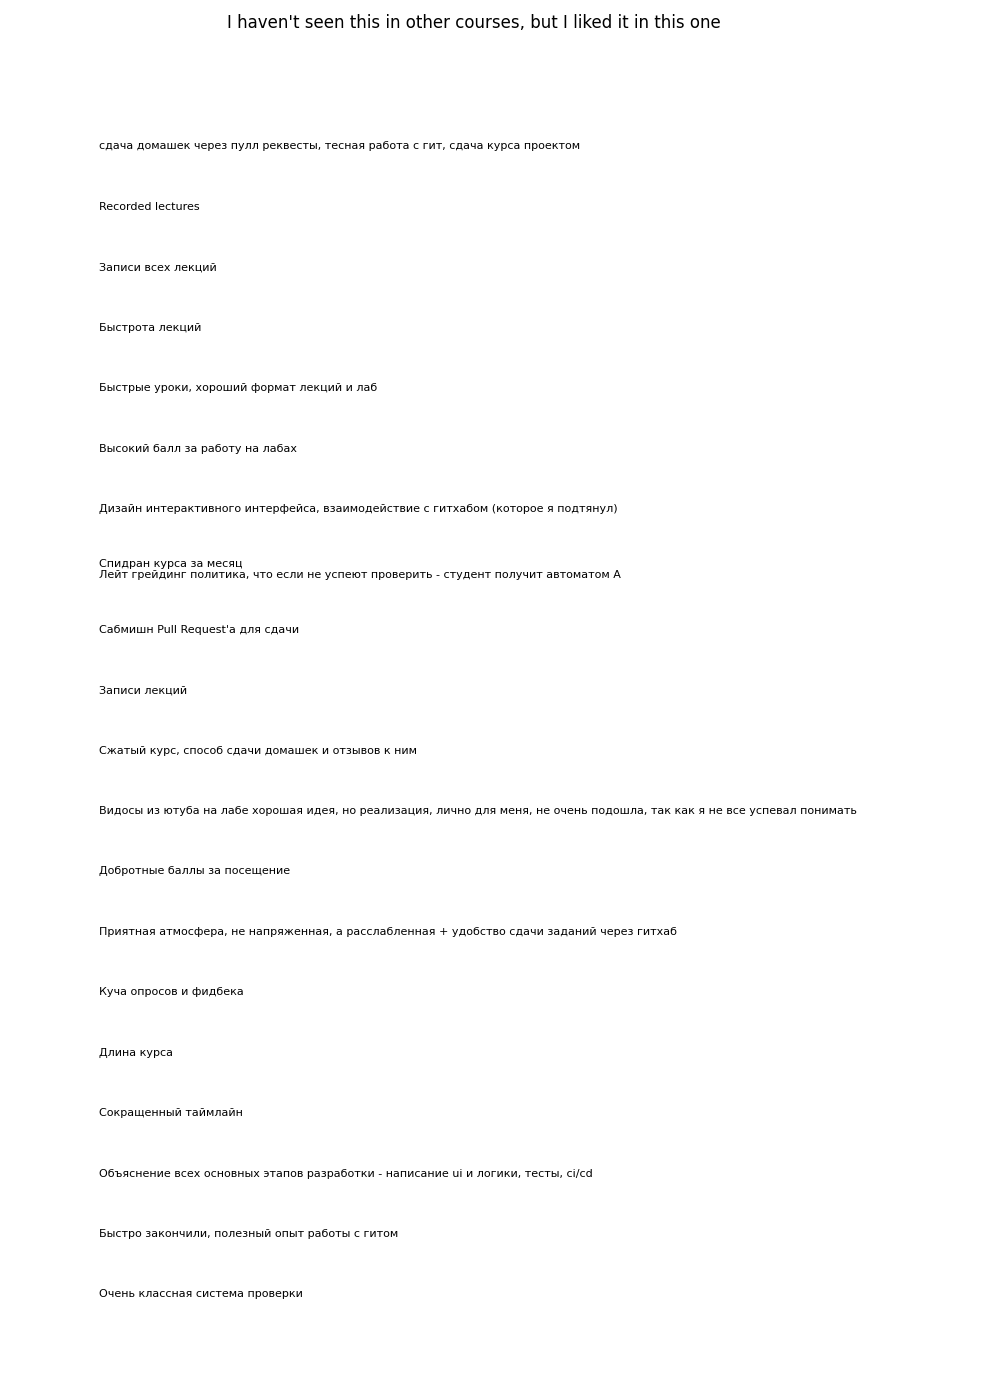 I haven't seen this in other courses, but I liked it in this one
сдача домашек через пулл реквесты, тесная работа с гит, сдача курса проектом
Recorded lectures
Записи всех лекций
Быстрота лекций
Быстрые уроки, хороший формат лекций и лаб
Высокий балл за работу на лабах
Дизайн интерактивного интерфейса, взаимодействие с гитхабом (которое я подтянул)
Спидран курса за месяц
Лейт грейдинг политика, что если не успеют проверить - студент получит автоматом А
Сабмишн Pull Request'a для сдачи
Записи лекций
Сжатый курс, способ сдачи домашек и отзывов к ним
Видосы из ютуба на лабе хорошая идея, но реализация, лично для меня, не очень подошла, так как я не все успевал понимать
Добротные баллы за посещение
Приятная атмосфера, не напряженная, а расслабленная + удобство сдачи заданий через гитхаб
Куча опросов и фидбека
Длина курса
Сокращенный таймлайн
Объяснение всех основных этапов разработки - написание ui и логики, тесты, ci/cd
Быстро закончили, полезный опыт работы с гитом
Очень классная система проверки